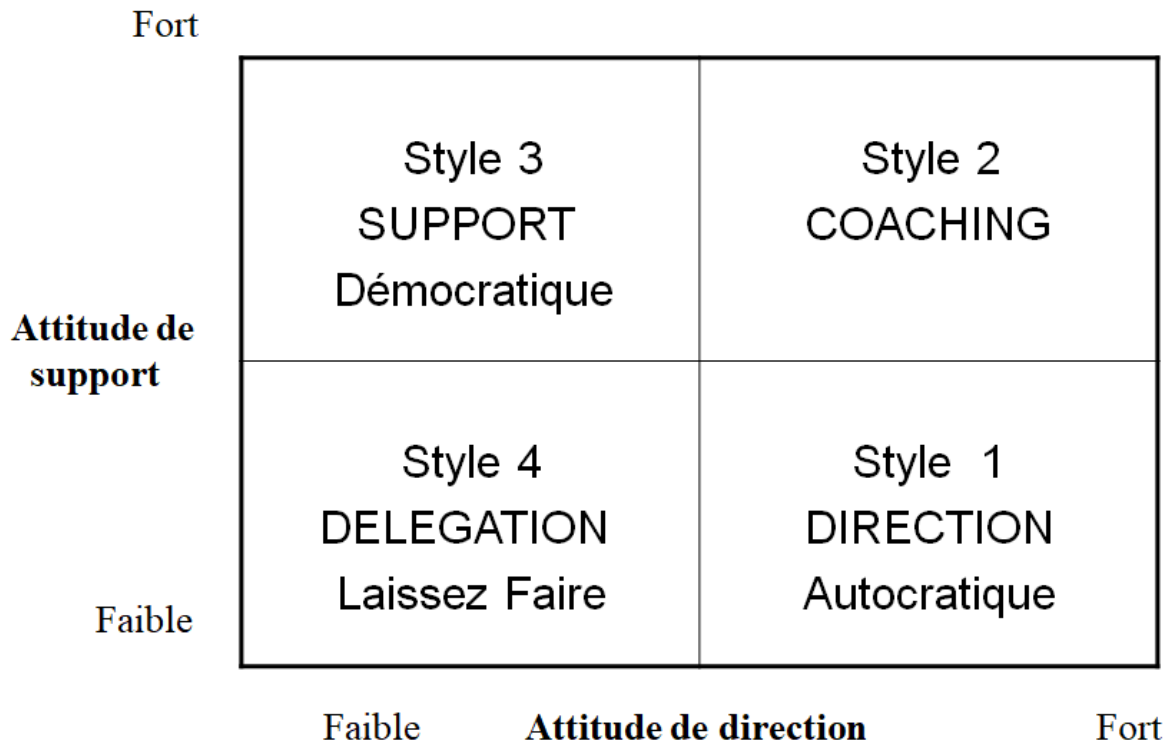 Fort
Style 3
SUPPORT
Démocratique
Style 2
COACHING
Attitude de
support
Style 4
DELEGATION
Laissez Faire
Style 1
DIRECTION
Autocratique
Faible
Faible
Attitude de direction
Fort